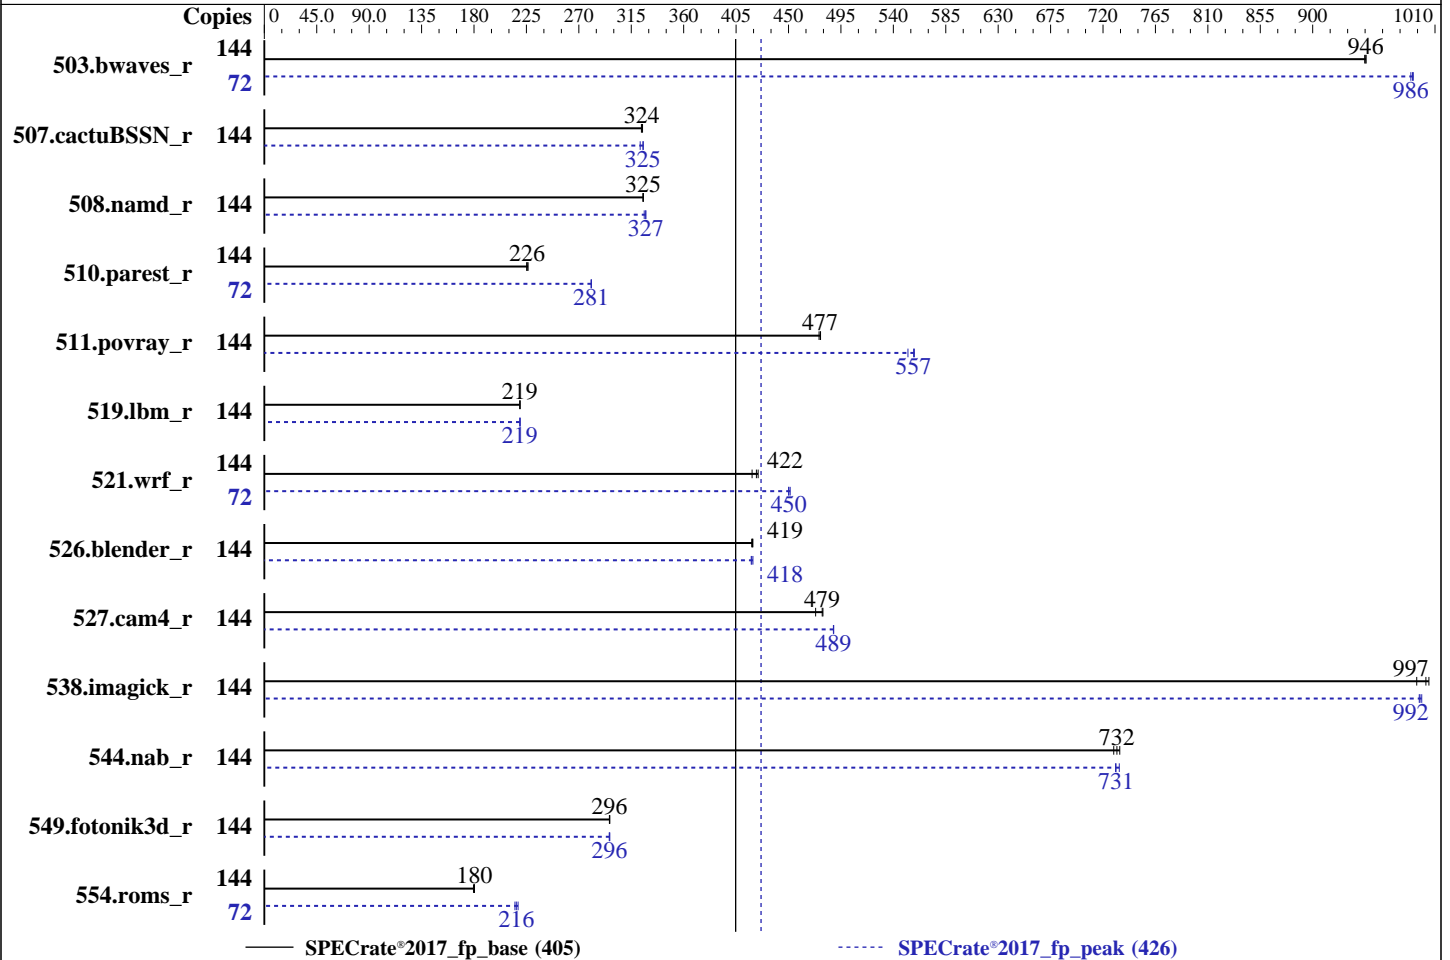 Copies 0 45.0 90.0 135 180 225 270 315 360 405 450 495 540 585 630 675 720 765 810 855 900 1010
503.bwaves_r 144 946
72 986
507.cactuBSSN_r 144 324
325
508.namd_r 144 325
327
510.parest_r 144 226
72 281
511.povray_r 144 477
557
519.lbm_r 144 219
219
521.wrf_r 144 422
72 450
526.blender_r 144 419
418
527.cam4_r 144 479
489
538.imagick_r 144 997
992
544.nab_r 144 732
731
549.fotonik3d_r 144 296
296
554.roms_r 144 180
72 216
SPECrate®2017_fp_base (405) SPECrate®2017_fp_peak (426)